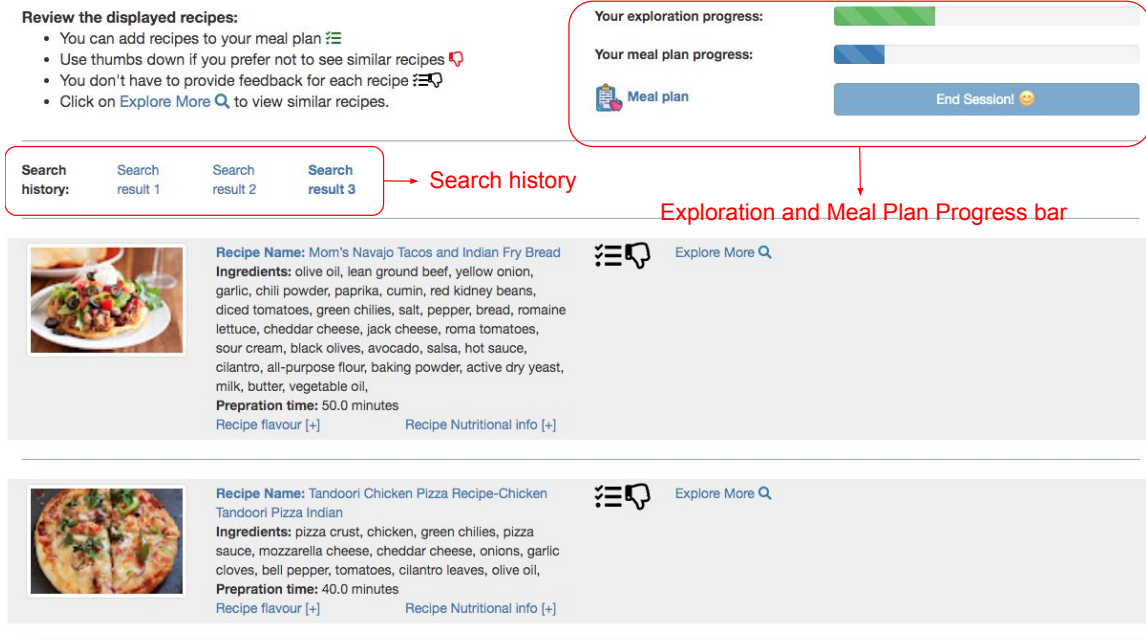 Review the displayed recipes:
• You can add recipes to your meal plan
• Use thumbs down if you prefer not to see similar recipes
• You don't have to provide feedback for each recipe
• Click on Explore More to view similar recipes.
Your exploration progress:
Your meal plan progress:
Meal plan
End Session! 😊
Search history:
Search result 1
Search result 2
Search result 3
Search history
Exploration and Meal Plan Progress bar
Recipe Name: Mom's Navajo Tacos and Indian Fry Bread
Ingredients: olive oil, lean ground beef, yellow onion,
garlic, chili powder, paprika, cumin, red kidney beans,
diced tomatoes, green chilies, salt, pepper, bread, romaine
lettuce, cheddar cheese, jack cheese, roma tomatoes,
sour cream, black olives, avocado, salsa, hot sauce,
cilantro, all-purpose flour, baking powder, active dry yeast,
milk, butter, vegetable oil,
Prepration time: 50.0 minutes
Recipe flavour [+] Recipe Nutritional info [+]
Explore More
Recipe Name: Tandoori Chicken Pizza Recipe-Chicken
Tandoori Pizza Indian
Ingredients: pizza crust, chicken, green chilies, pizza
sauce, mozzarella cheese, cheddar cheese, onions, garlic
cloves, bell pepper, tomatoes, cilantro leaves, olive oil,
Prepration time: 40.0 minutes
Recipe flavour [+] Recipe Nutritional info [+]
Explore More